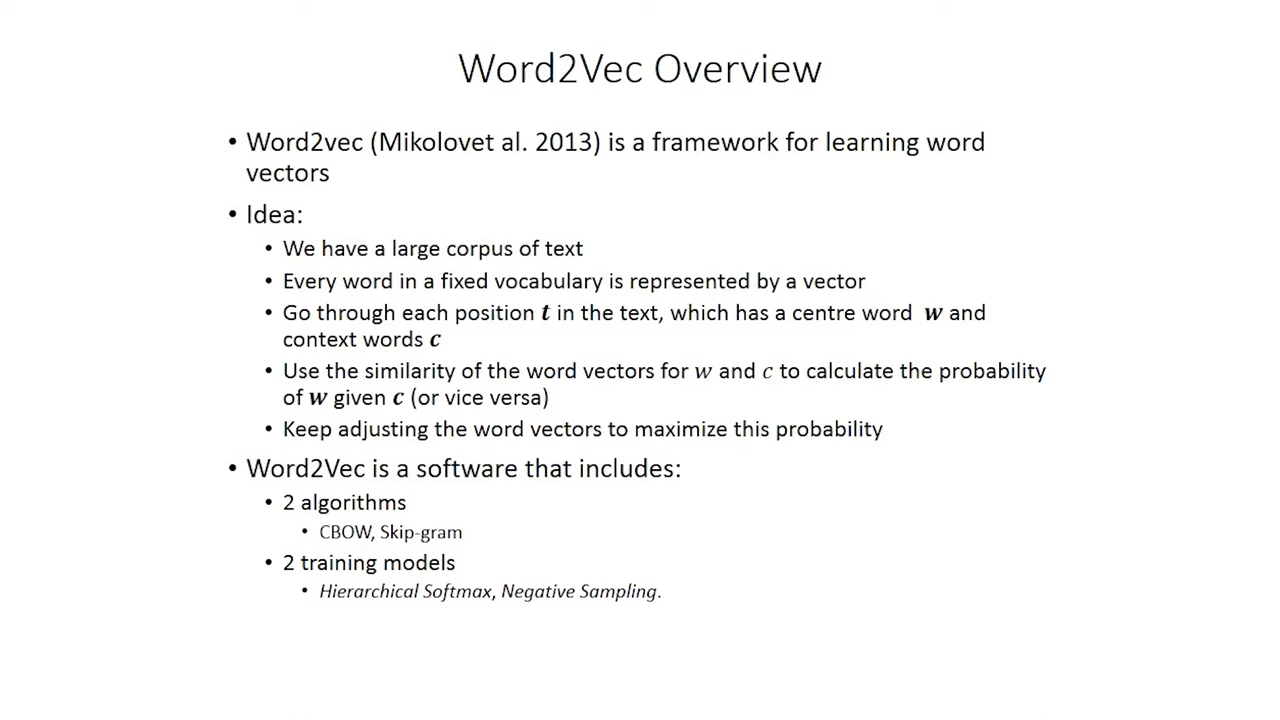 Word2Vec Overview
• Word2vec (Mikolovet al. 2013) is a framework for learning word
vectors
• Idea:
• We have a large corpus of text
• Every word in a fixed vocabulary is represented by a vector
• Go through each position t in the text, which has a centre word w and
context words c
• Use the similarity of the word vectors for w and c to calculate the probability
of w given c (or vice versa)
• Keep adjusting the word vectors to maximize this probability
• Word2Vec is a software that includes:
• 2 algorithms
• CBOW, Skip-gram
• 2 training models
• Hierarchical Softmax, Negative Sampling.